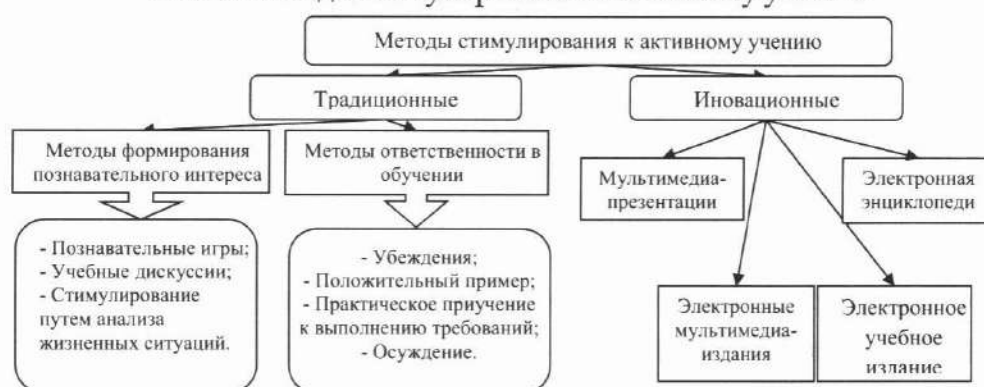 Методы стимулирования к активному учению
Традиционные
Иновационные
Методы формирования
познавательного интереса
Методы ответственности в
обучении
Мультимедиа-
презентации
Электронная
энциклопеди
- Познавательные игры;
- Учебные дискуссии;
- Стимулирование
путем анализа
жизненных ситуаций.
- Убеждения;
- Положительный пример;
- Практическое приучение
к выполнению требований;
- Осуждение.
Электронные
мультимедиа-
издания
Электронное
учебное
издание